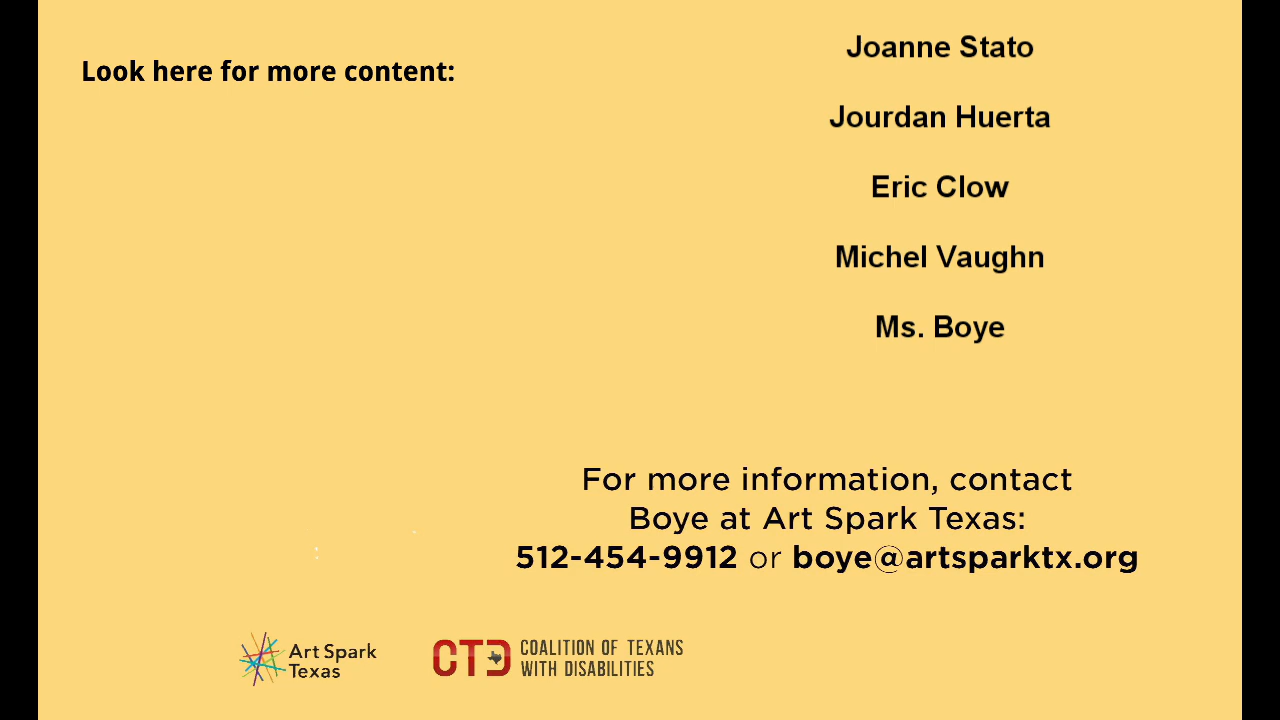 Look here for more content:
Joanne Stato
Jourdan Huerta
Eric Clow
Michel Vaughn
Ms. Boye
For more information, contact
Boye at Art Spark Texas:
512-454-9912 or boye@artsparktx.org
Art Spark
Texas
CTD
COALITION OF TEXANS
WITH DISABILITIES